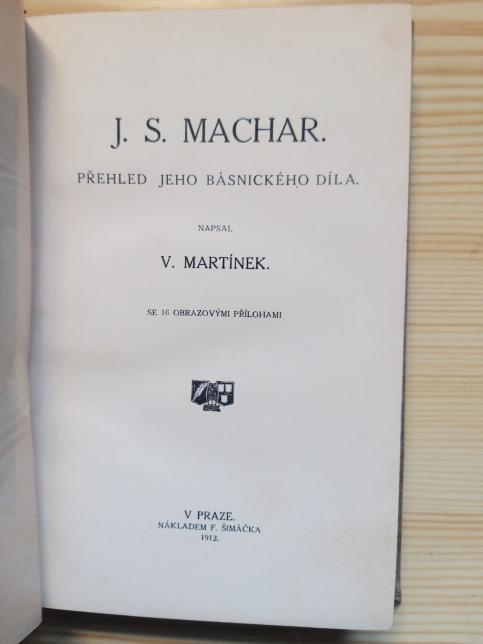 J. S. MACHAR.
PŘEHLED JEHO BÁSNICKÉHO DÍLA.
NAPSAL
V. MARTÍNEK.
SE 16 OBRAZOVÝMI PŘÍLOHAMI
V PRAZE.
NÁKLADEM F. ŠIMÁČKA
1912.